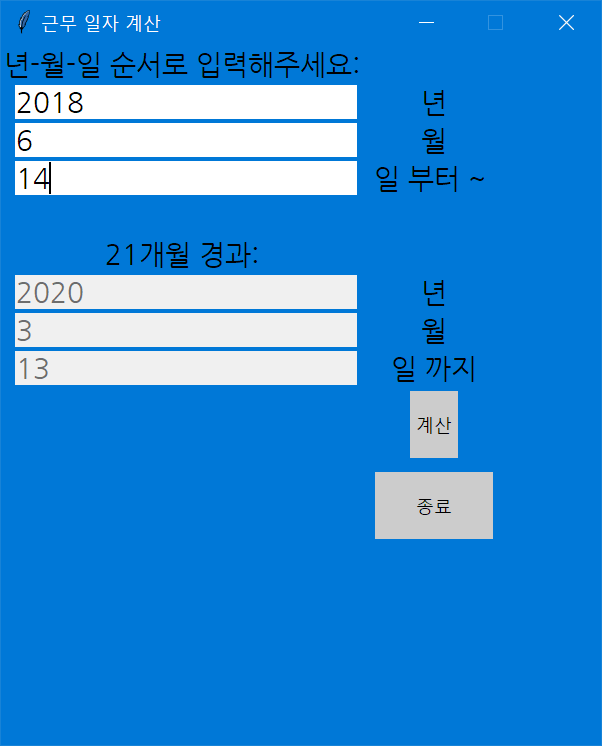 근무 일자 계산
년-월-일 순서로 입력해주세요:
2018 년
6 월
14 일 부터 ~
21개월 경과:
2020 년
3 월
13 일 까지
계산
종료